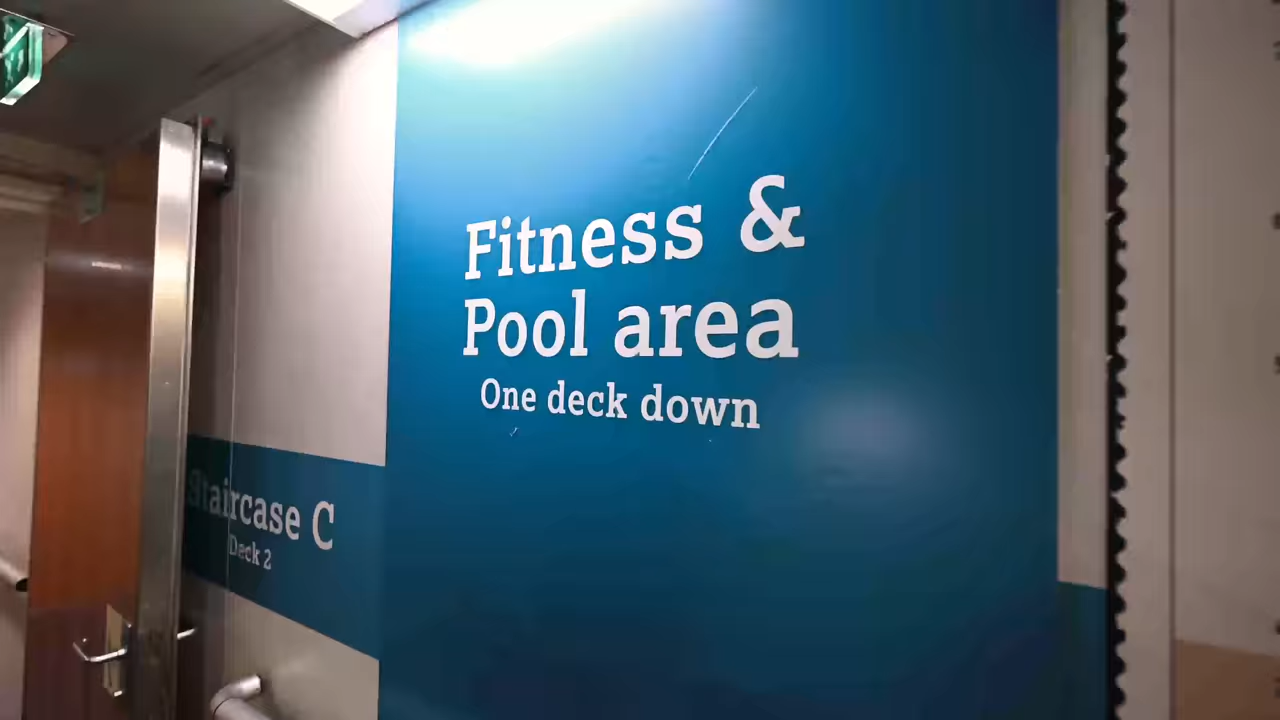 Fitness &
Pool area
One deck down
Staircase C
Deck 2